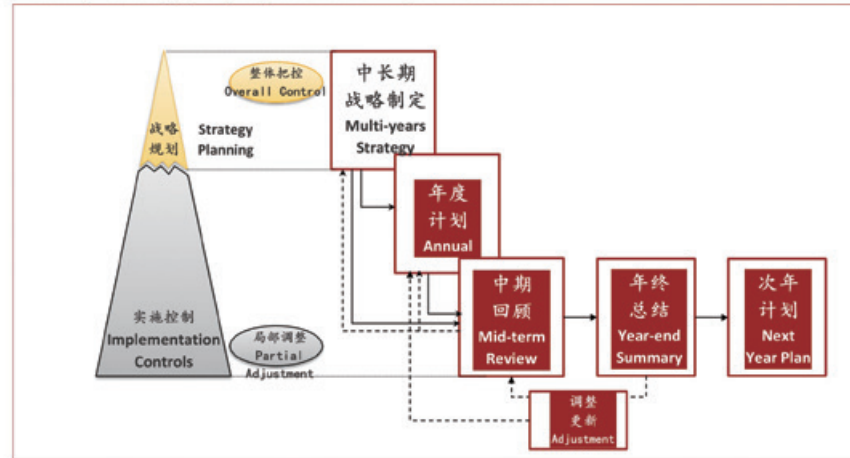 整体把控
Overall Control
战略
规划
Strategy
Planning
中长期
战略制定
Multi-years
Strategy
年度
计划
Annual
实施控制
Implementation
Controls
局部调整
Partial
Adjustment
中期
回顾
Mid-term
Review
年终
总结
Year-end
Summary
次年
计划
Next
Year Plan
调整
更新
Adjustment